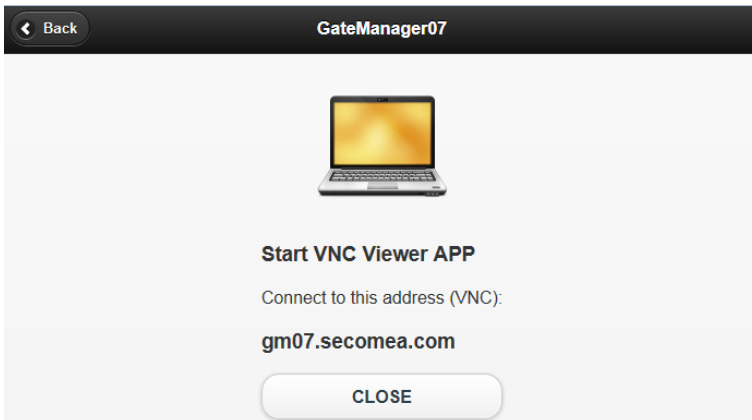 Back
GateManager07
Start VNC Viewer APP
Connect to this address (VNC):
gm07.secomea.com
CLOSE